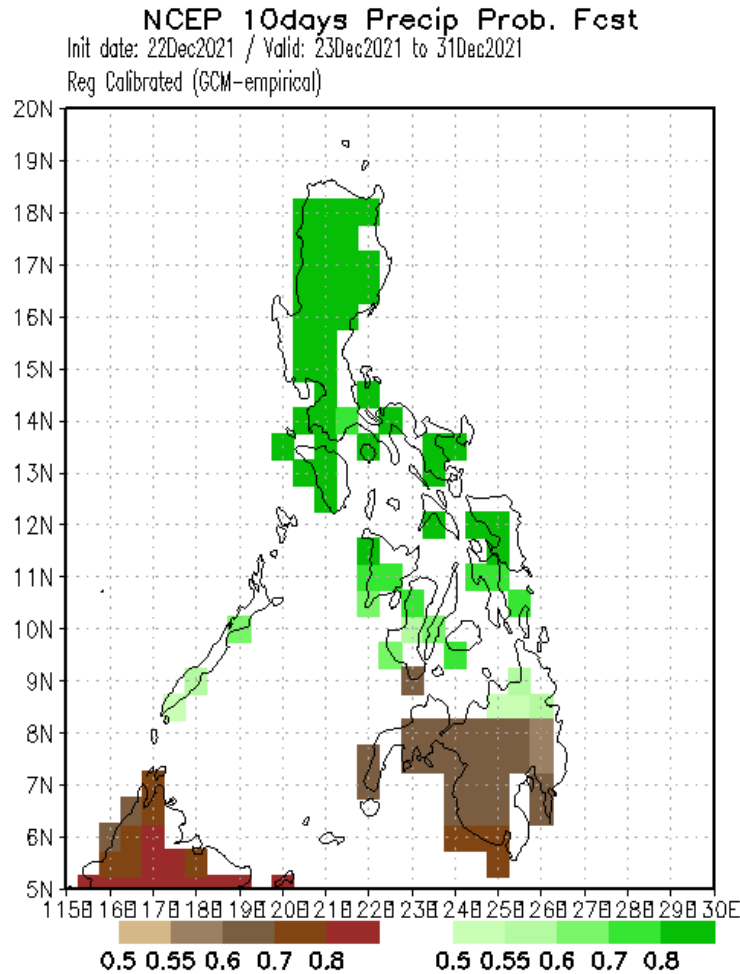 NCEP 10days Precip Prob. Fcst
Init date: 22Dec2021 / Valid: 23Dec2021 to 31Dec2021
Reg Calibrated (GCM-empirical)
20N
19N
18N
17N
16N
15N
14N
13N
12N
11N
10N
9N
8N
7N
6N
5N
0.5 0.55 0.6 0.7 0.8
0.5 0.55 0.6 0.7 0.8